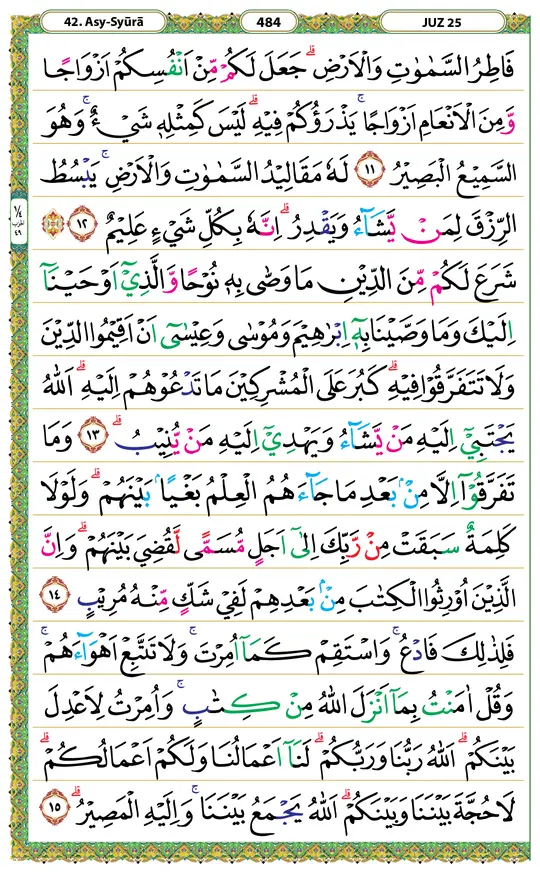 42. Asy-Syūrā 484 JUZ 25
فَاطِرُ السَّمٰوٰتِ وَالْاَرْضِۗ جَعَلَ لَكُمْ مِّنْ اَنْفُسِكُمْ اَزْوَاجًا
وَّمِنَ الْاَنْعَامِ اَزْوَاجًاۚ يَذْرَؤُكُمْ فِيْهِۗ لَيْسَ كَمِثْلِهٖ شَيْءٌۚ وَهُوَ
السَّمِيْعُ الْبَصِيْرُ ١١ لَهٗ مَقَالِيْدُ السَّمٰوٰتِ وَالْاَرْضِۚ يَبْسُطُ
الرِّزْقَ لِمَنْ يَّشَاۤءُ وَيَقْدِرُۗ اِنَّهٗ بِكُلِّ شَيْءٍ عَلِيْمٌ ١٢
شَرَعَ لَكُمْ مِّنَ الدِّيْنِ مَا وَصّٰى بِهٖ نُوْحًا وَّالَّذِيْٓ اَوْحَيْنَآ
اِلَيْكَ وَمَا وَصَّيْنَا بِهٖٓ اِبْرٰهِيْمَ وَمُوْسٰى وَعِيْسٰٓى اَنْ اَقِيْمُوا الدِّيْنَ
وَلَا تَتَفَرَّقُوْا فِيْهِۗ كَبُرَ عَلَى الْمُشْرِكِيْنَ مَا تَدْعُوْهُمْ اِلَيْهِۗ اَللّٰهُ
يَجْتَبِيْٓ اِلَيْهِ مَنْ يَّشَاۤءُ وَيَهْدِيْٓ اِلَيْهِ مَنْ يُّنِيْبُۗ ١٣ وَمَا
تَفَرَّقُوْٓا اِلَّا مِنْۢ بَعْدِ مَا جَاۤءَهُمُ الْعِلْمُ بَغْيًاۢ بَيْنَهُمْۗ وَلَوْلَا
كَلِمَةٌ سَبَقَتْ مِنْ رَّبِّكَ اِلٰٓى اَجَلٍ مُّسَمًّى لَّقُضِيَ بَيْنَهُمْۗ وَاِنَّ
الَّذِيْنَ اُوْرِثُوا الْكِتٰبَ مِنْۢ بَعْدِهِمْ لَفِيْ شَكٍّ مِّنْهُ مُرِيْبٍ ١٤
فَلِذٰلِكَ فَادْعُۚ وَاسْتَقِمْ كَمَآ اُمِرْتَۚ وَلَا تَتَّبِعْ اَهْوَاۤءَهُمْۚ
وَقُلْ اٰمَنْتُ بِمَآ اَنْزَلَ اللّٰهُ مِنْ كِتٰبٍۚ وَاُمِرْتُ لِاَعْدِلَ
بَيْنَكُمْۗ اَللّٰهُ رَبُّنَا وَرَبُّكُمْۗ لَنَآ اَعْمَالُنَا وَلَكُمْ اَعْمَالُكُمْۗ
لَاحُجَّةَ بَيْنَنَا وَبَيْنَكُمْۗ اَللّٰهُ يَجْمَعُ بَيْنَنَاۚ وَاِلَيْهِ الْمَصِيْرُۗ ١٥
¼
الحزب
٤٩